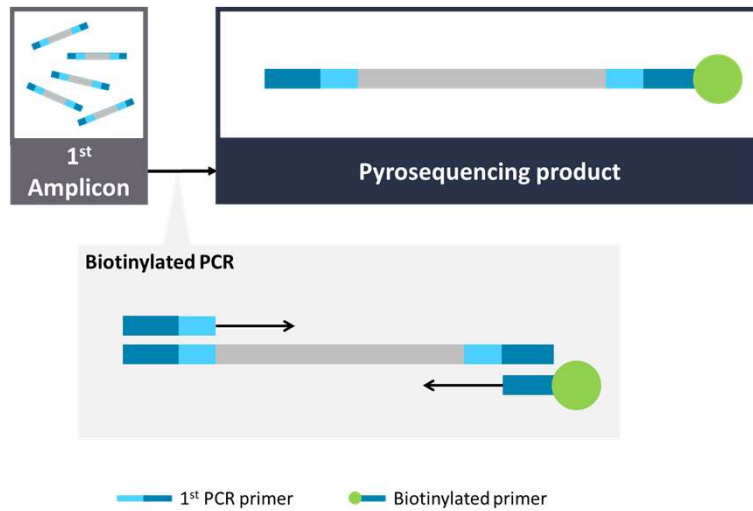 1st
Amplicon
Pyrosequencing product
Biotinylated PCR
1st PCR primer
Biotinylated primer